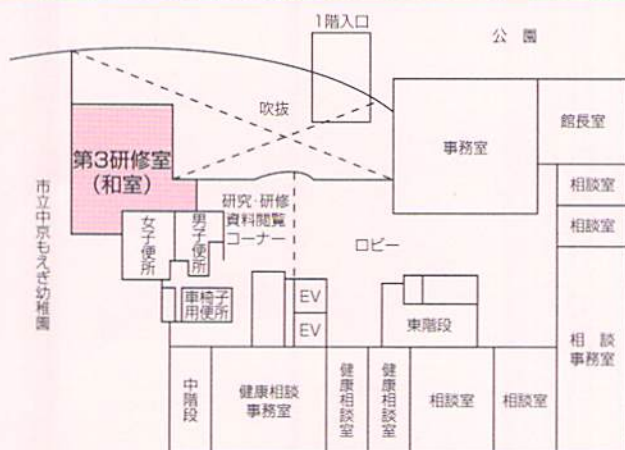 1階入口
公園
吹抜
事務室
館長室
第3研修室
(和室)
相談室
相談室
市立中京もえぎ幼稚園
女子便所
男子便所
研究・研修
資料閲覧
コーナー
ロビー
車椅子
用便所
EV
EV
東階段
相談
事務室
中階段
健康相談
事務室
健康相談室
健康相談室
相談室
相談室